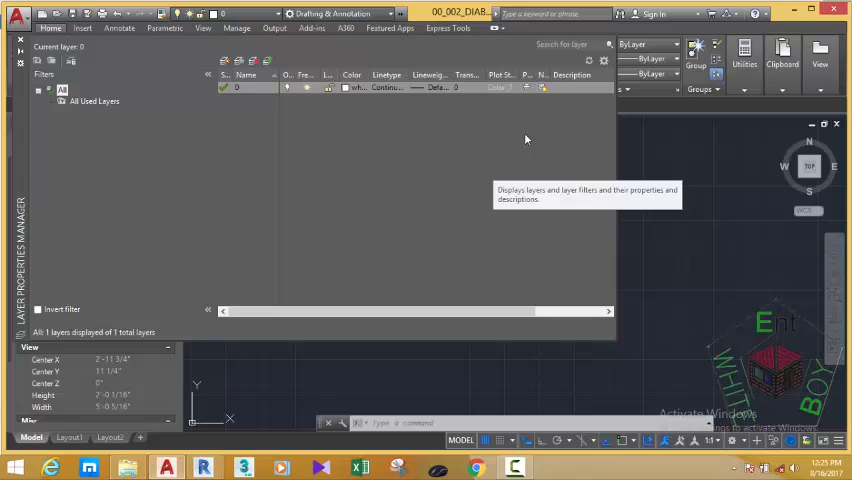 Drafting & Annotation
00_002_DIAB...
Type a keyword or phrase
Sign In
Home Insert Annotate Parametric View Manage Output Add-ins A360 Featured Apps Express Tools
Current layer: 0
Search for layer
ByLayer
ByLayer
ByLayer
Group
Utilities
Clipboard
View
Groups
Filters
S... Name O.. Fre... L... Color Linetype Lineweig... Trans... Plot St... P... N.. Description
All
0 wh... Continu... Defa... 0 Color_7
All Used Layers
Displays layers and layer filters and their properties and
descriptions.
N
W TOP E
S
WCS
LAYER PROPERTIES MANAGER
Invert filter
All: 1 layers displayed of 1 total layers
View
Center X 2'-11 3/4"
Center Y 11 1/4"
Center Z 0"
Height 2'-0 1/16"
Width 5'-0 5/16"
Misc
Y
X
Type a command
Ent
WHITE
BOY
Activate Windows
ngs to activate Windows.
Model Layout1 Layout2 +
MODEL
1:1
12:25 PM
8/16/2017